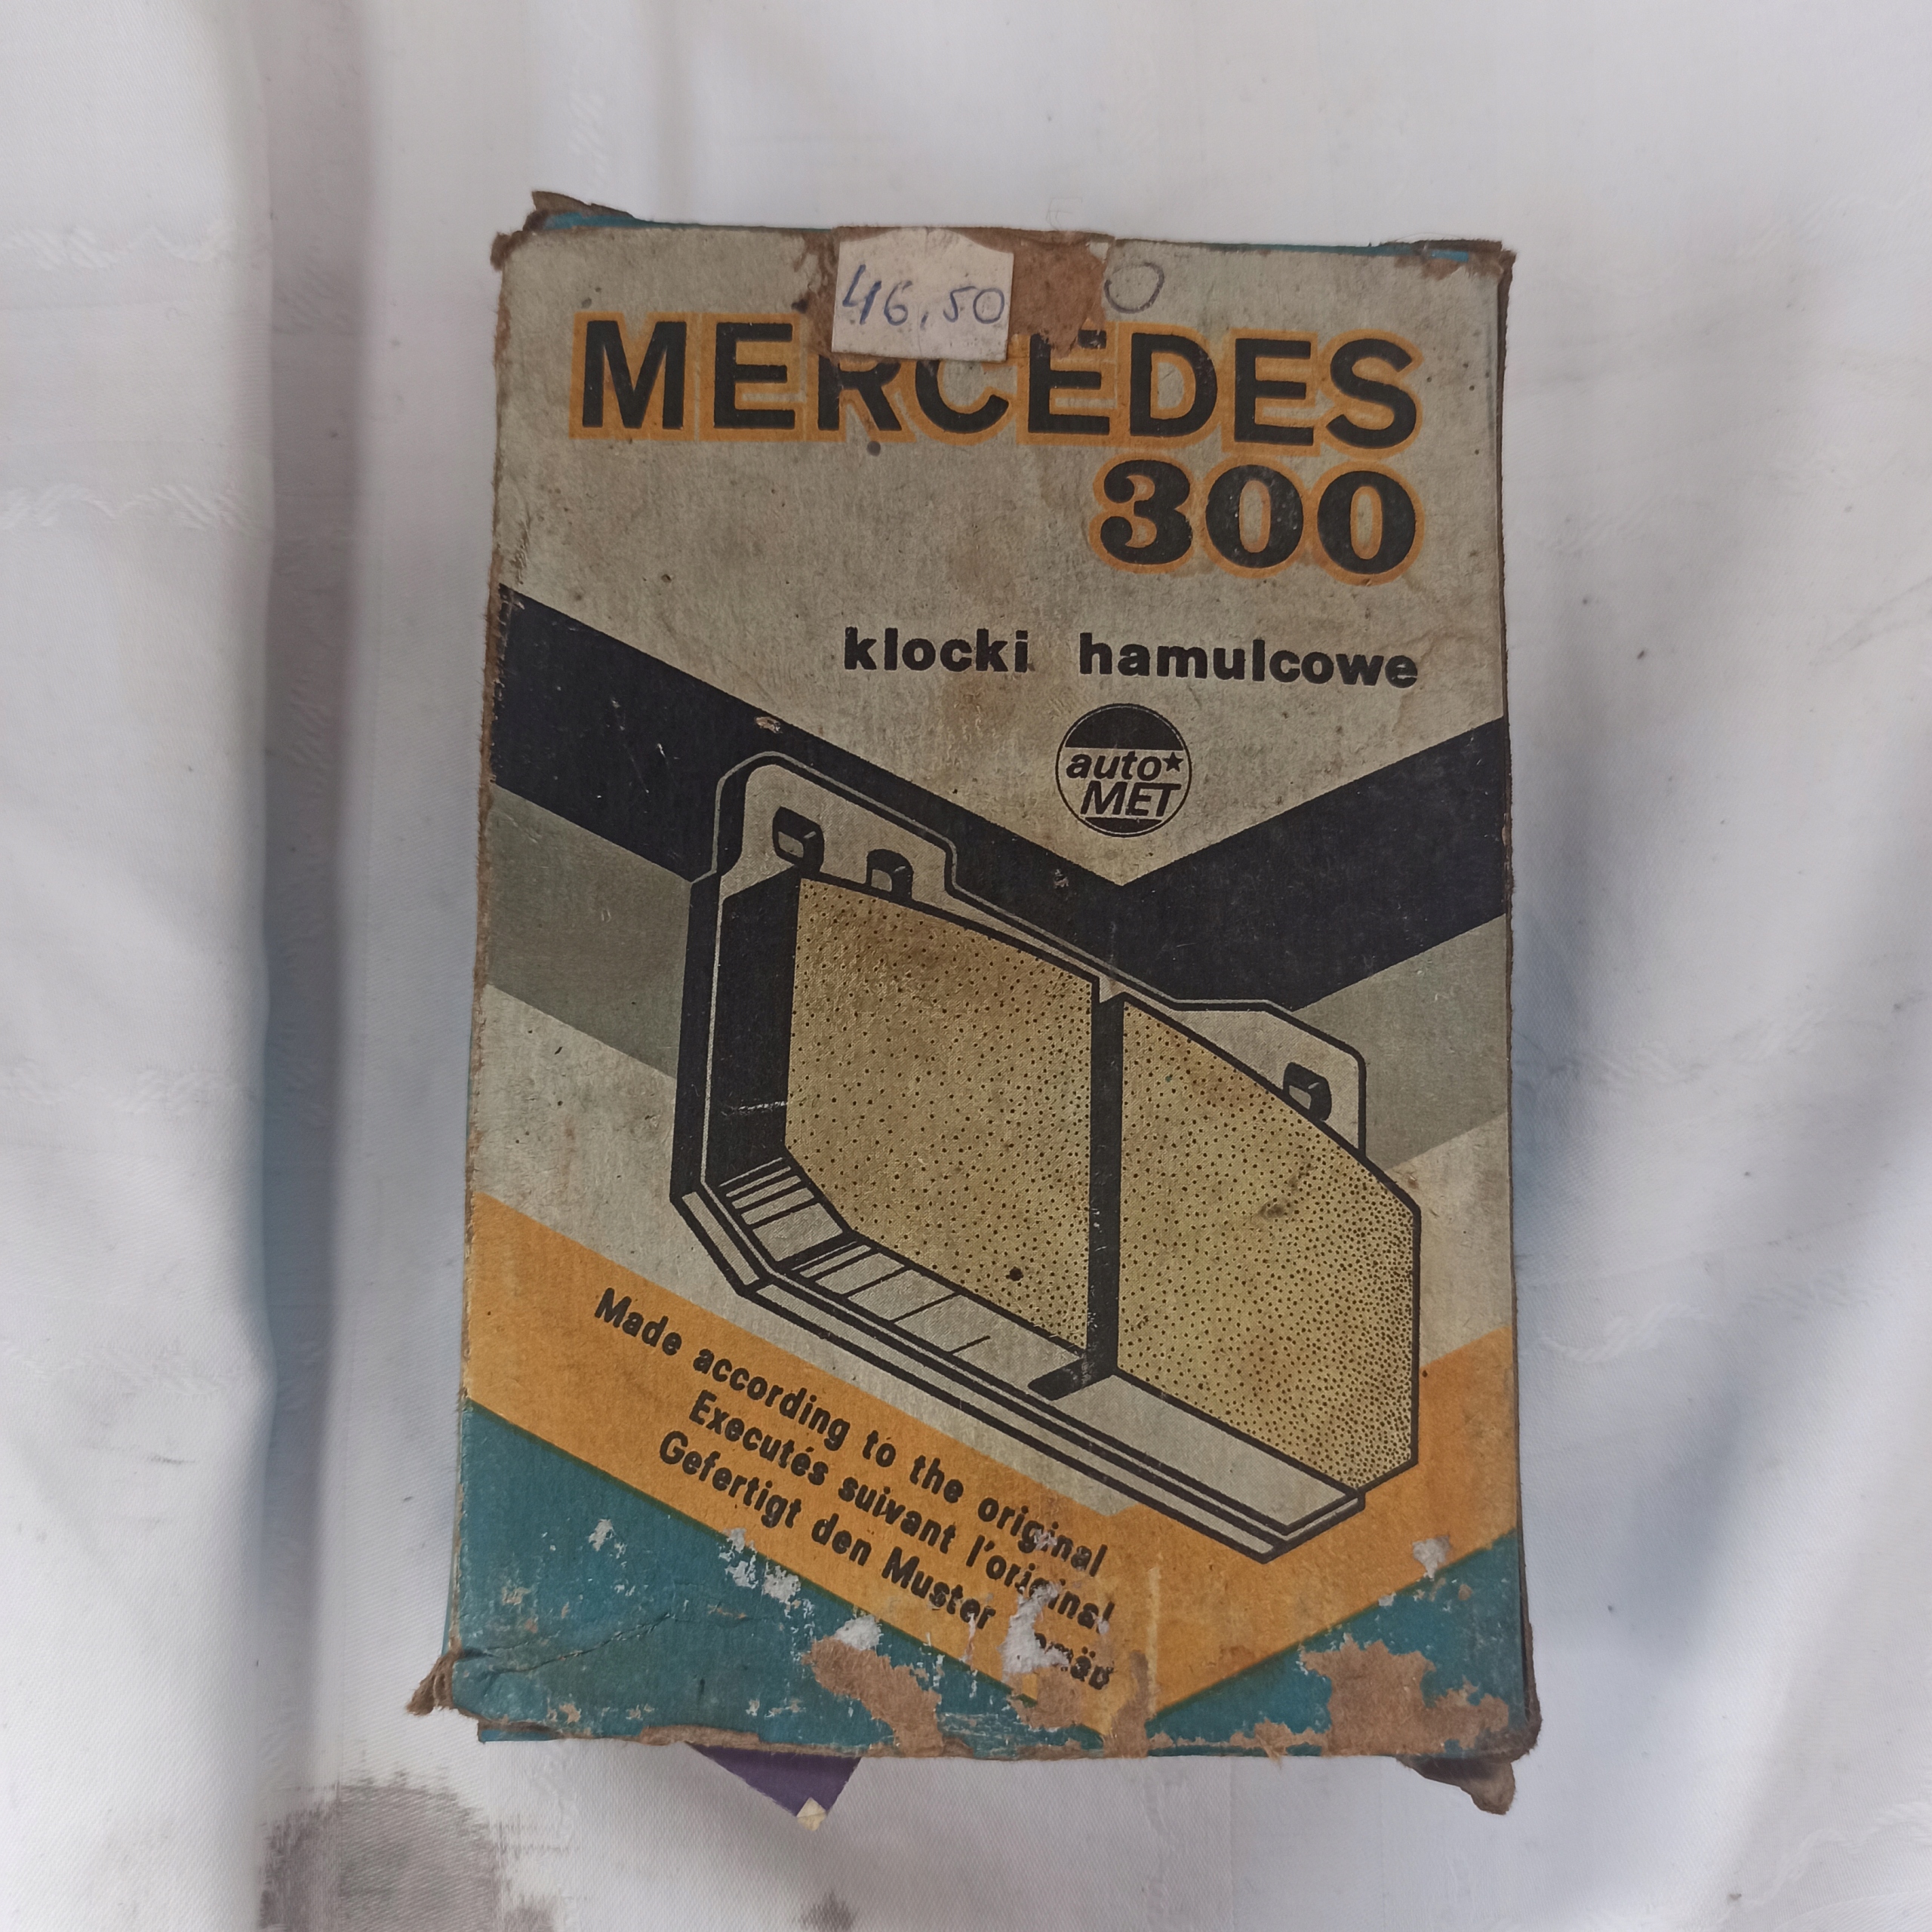 46,50
MERCEDES
300
klocki hamulcowe
auto★
MET
Made according to the original
Executés suivant l'original
Gefertigt den Muster